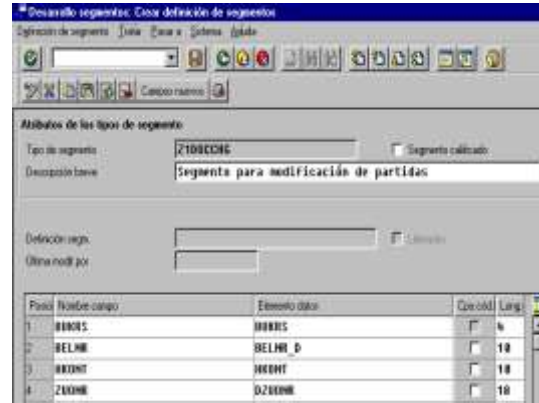 Desarrollo segmentos: Crear definición de segmentos
Definición de segmento Tratar Pasar a Sistema Ayuda
Campo nuevo
Atributos de los tipos de segmento
Tipo de segmento Segmento calificado
Descripción breve Segmento para modificación de partidas
Definición segm.
Última modif por
Nombre campo Elemento datos Long.
1 BUKRS BUKRS 4
2 BELNR BELNR_D 10
3 HKONT HKONT 10
4 ZUONR DZUONR 18